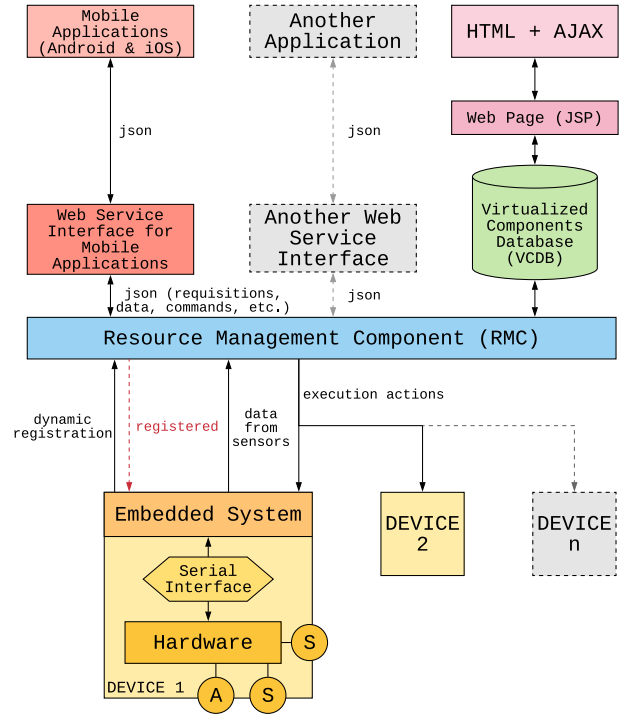 Mobile
Applications
(Android & iOS)
Another
Application
HTML + AJAX
json
json
Web Page (JSP)
Web Service
Interface for
Mobile
Applications
Another Web
Service
Interface
Virtualized
Components
Database
(VCDB)
json (requisitions,
data, commands, etc.)
json
Resource Management Component (RMC)
dynamic
registration
registered
data
from
sensors
execution actions
Embedded System
Serial
Interface
Hardware
S
A
S
DEVICE 1
DEVICE
2
DEVICE
n